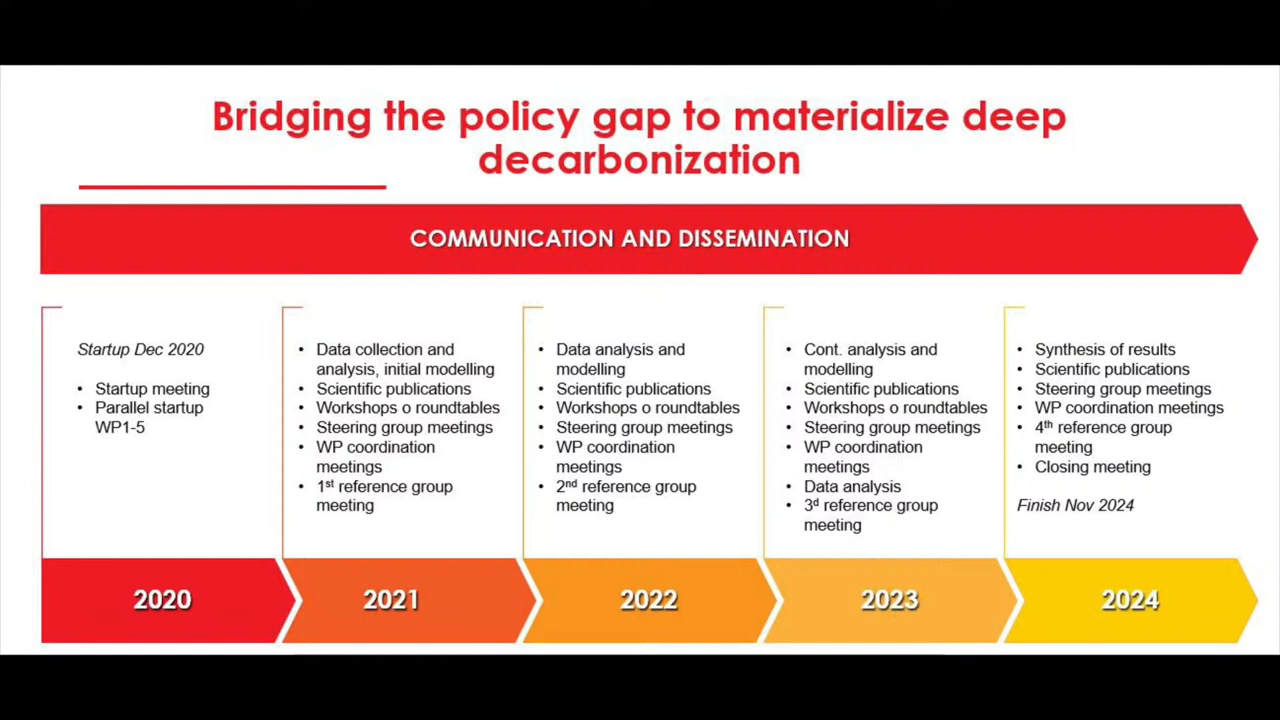 Bridging the policy gap to materialize deep
decarbonization
COMMUNICATION AND DISSEMINATION
Startup Dec 2020
• Startup meeting
• Parallel startup
WP1-5
• Data collection and
analysis, initial modelling
• Scientific publications
• Workshops o roundtables
• Steering group meetings
• WP coordination
meetings
• 1st reference group
meeting
• Data analysis and
modelling
• Scientific publications
• Workshops o roundtables
• Steering group meetings
• WP coordination
meetings
• 2nd reference group
meeting
• Cont. analysis and
modelling
• Scientific publications
• Workshops o roundtables
• Steering group meetings
• WP coordination
meetings
• Data analysis
• 3d reference group
meeting
• Synthesis of results
• Scientific publications
• Steering group meetings
• WP coordination meetings
• 4th reference group
meeting
• Closing meeting
Finish Nov 2024
2020
2021
2022
2023
2024